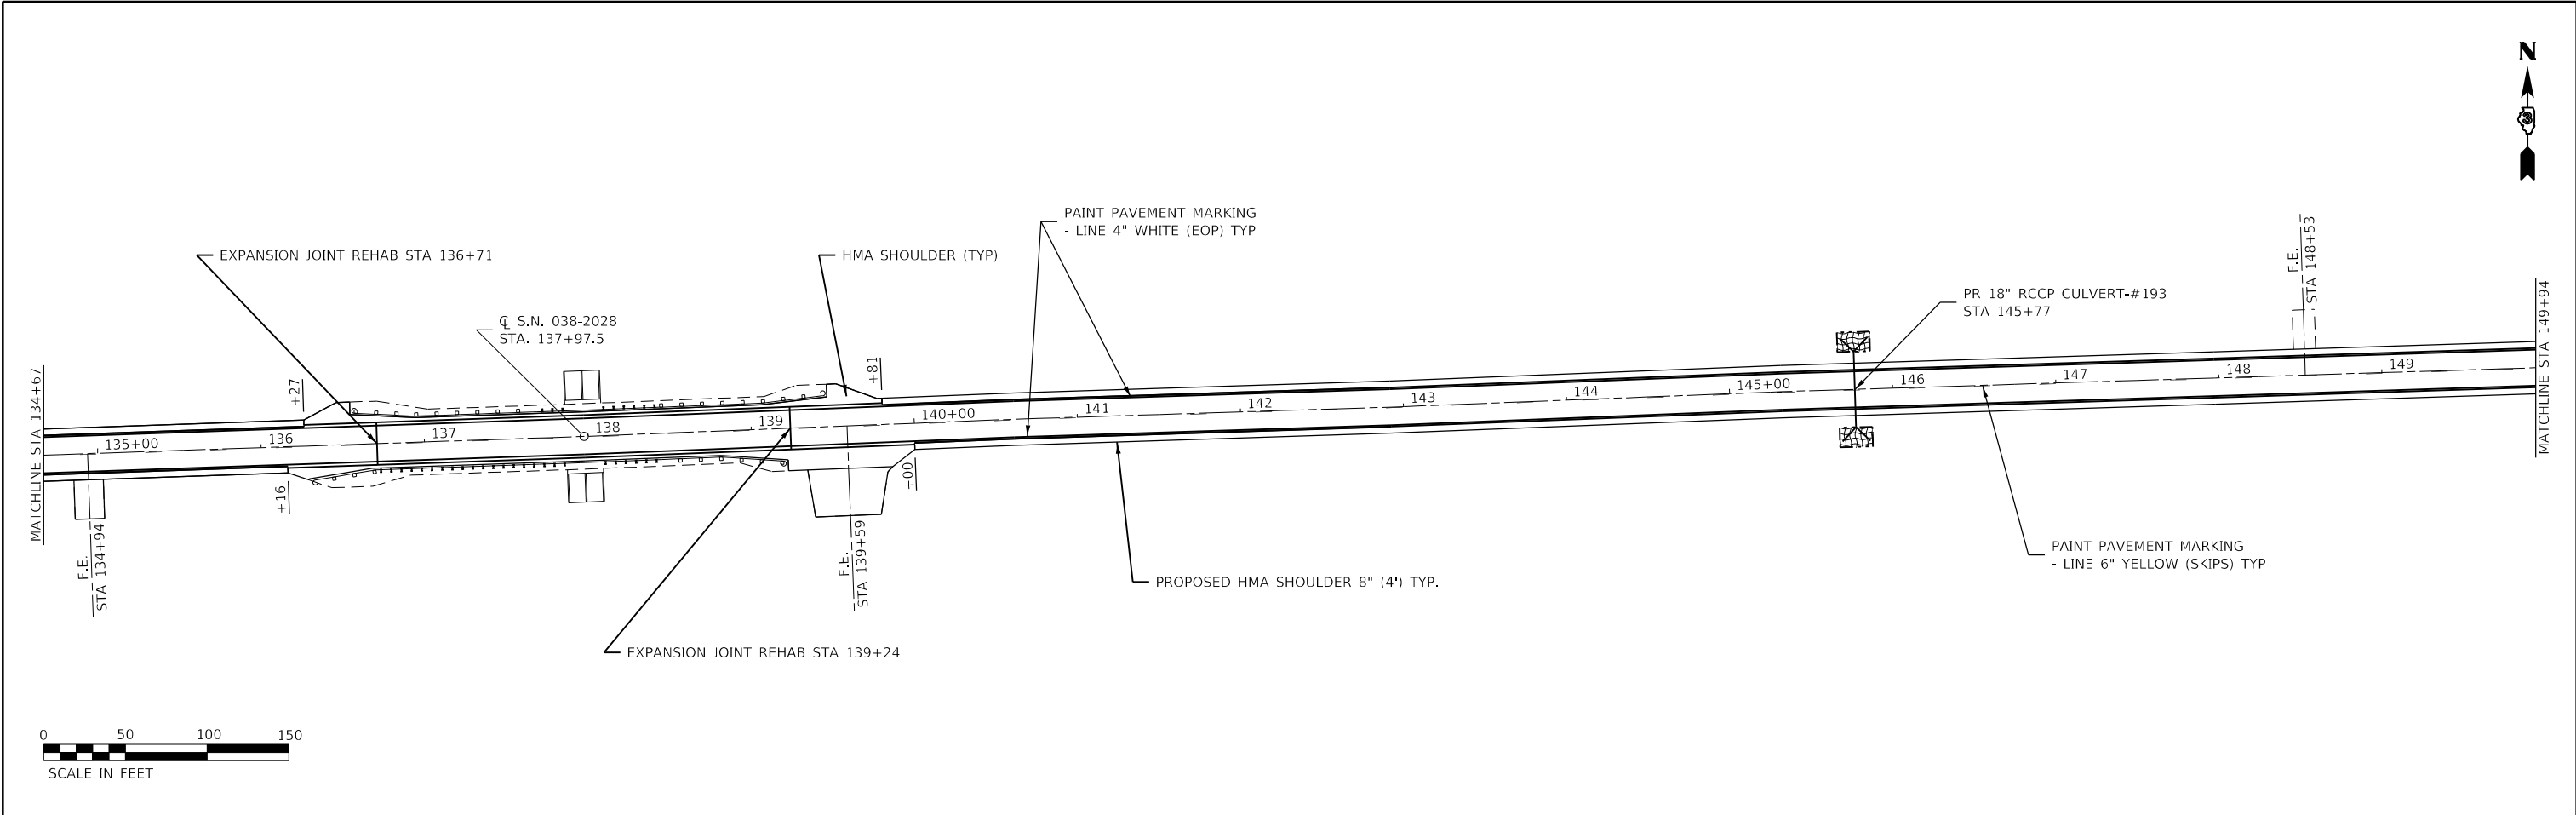 N
3
PAINT PAVEMENT MARKING
- LINE 4" WHITE (EOP) TYP
EXPANSION JOINT REHAB STA 136+71
HMA SHOULDER (TYP)
F.E.
STA 148+53
PR 18" RCCP CULVERT-#193
STA 145+77
℄ S.N. 038-2028
STA. 137+97.5
MATCHLINE STA 134+67
+27
+81
MATCHLINE STA 149+94
135+00
136
137
138
139
140+00
141
142
143
144
145+00
146
147
148
149
+16
+00
F.E.
STA 134+94
F.E.
STA 139+59
PAINT PAVEMENT MARKING
- LINE 6" YELLOW (SKIPS) TYP
PROPOSED HMA SHOULDER 8" (4') TYP.
EXPANSION JOINT REHAB STA 139+24
0 50 100 150
SCALE IN FEET